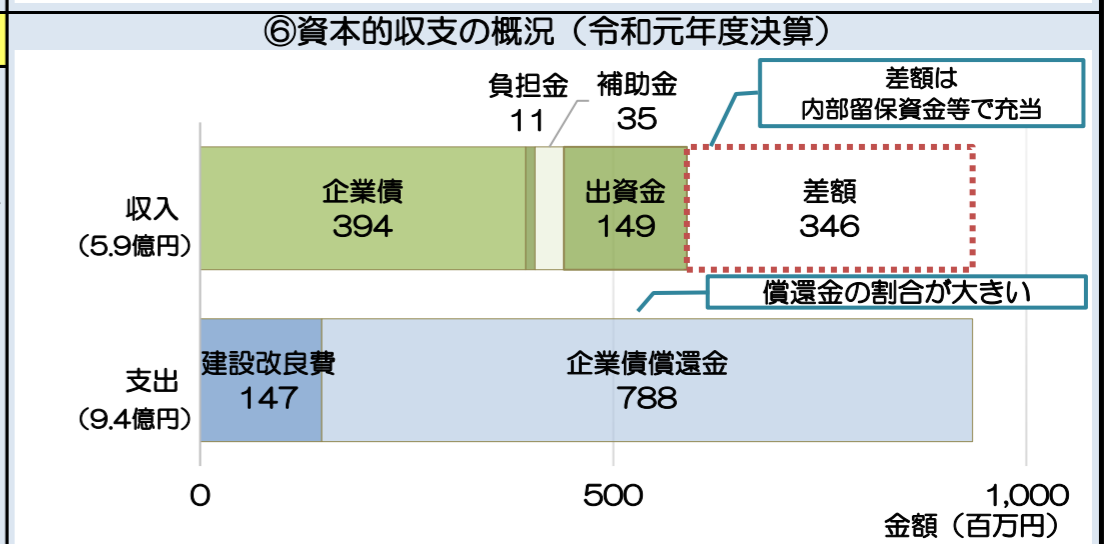 ⑥資本的収支の概況（令和元年度決算）
負担金
11
補助金
35
差額は
内部留保資金等で充当
収入
（5.9億円）
企業債
394
出資金
149
差額
346
償還金の割合が大きい
支出
（9.4億円）
建設改良費
147
企業債償還金
788
0
500
1,000
金額（百万円）